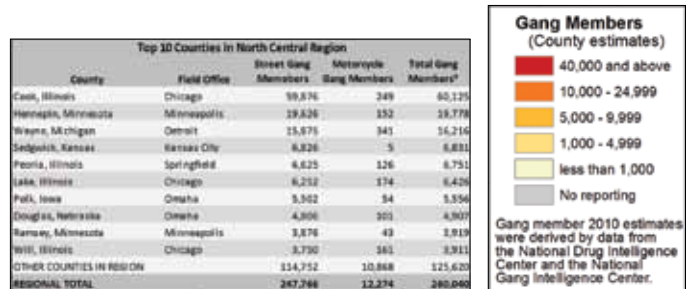 Top 10 Counties in North Central Region
County Field Office Street Gang Members Motorcycle Gang Members Total Gang Members*
Cook, Illinois Chicago 59,876 249 60,125
Hennepin, Minnesota Minneapolis 19,626 152 19,778
Wayne, Michigan Detroit 15,875 341 16,216
Sedgwick, Kansas Kansas City 6,826 5 6,831
Peoria, Illinois Springfield 6,625 126 6,751
Lake, Illinois Chicago 6,252 174 6,426
Polk, Iowa Omaha 5,502 54 5,556
Douglas, Nebraska Omaha 4,806 101 4,907
Ramsey, Minnesota Minneapolis 3,876 43 3,919
Will, Illinois Chicago 3,750 161 3,911
OTHER COUNTIES IN REGION 114,752 10,868 125,620
REGIONAL TOTAL 247,766 12,274 260,040
Gang Members
(County estimates)
40,000 and above
10,000 - 24,999
5,000 - 9,999
1,000 - 4,999
less than 1,000
No reporting
Gang member 2010 estimates
were derived by data from
the National Drug Intelligence
Center and the National
Gang Intelligence Center.